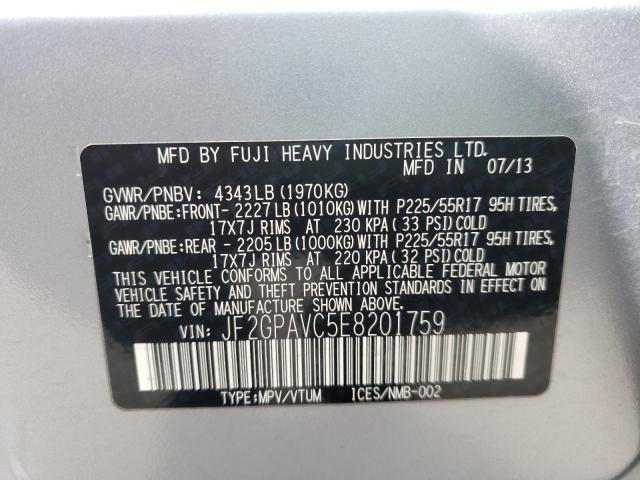 MFD BY FUJI HEAVY INDUSTRIES LTD.
MFD IN 07/13
GVWR/PNBV: 4343LB (1970KG)
GAWR/PNBE:FRONT- 2227LB (1010KG) WITH P225/55R17 95H TIRES,
17X7J RIMS AT 230 KPA (33 PSI) COLD
GAWR/PNBE:REAR - 2205LB (1000KG) WITH P225/55R17 95H TIRES,
17X7J RIMS AT 220 KPA (32 PSI) COLD
THIS VEHICLE CONFORMS TO ALL APPLICABLE FEDERAL MOTOR
VEHICLE SAFETY AND THEFT PREVENTION STANDARDS IN EFFECT ON
THE DATE OF MANUFACTURE SHOWN ABOVE.
VIN: JF2GPAVC5E8201759
TYPE:MPV/VTUM ICES/NMB-002